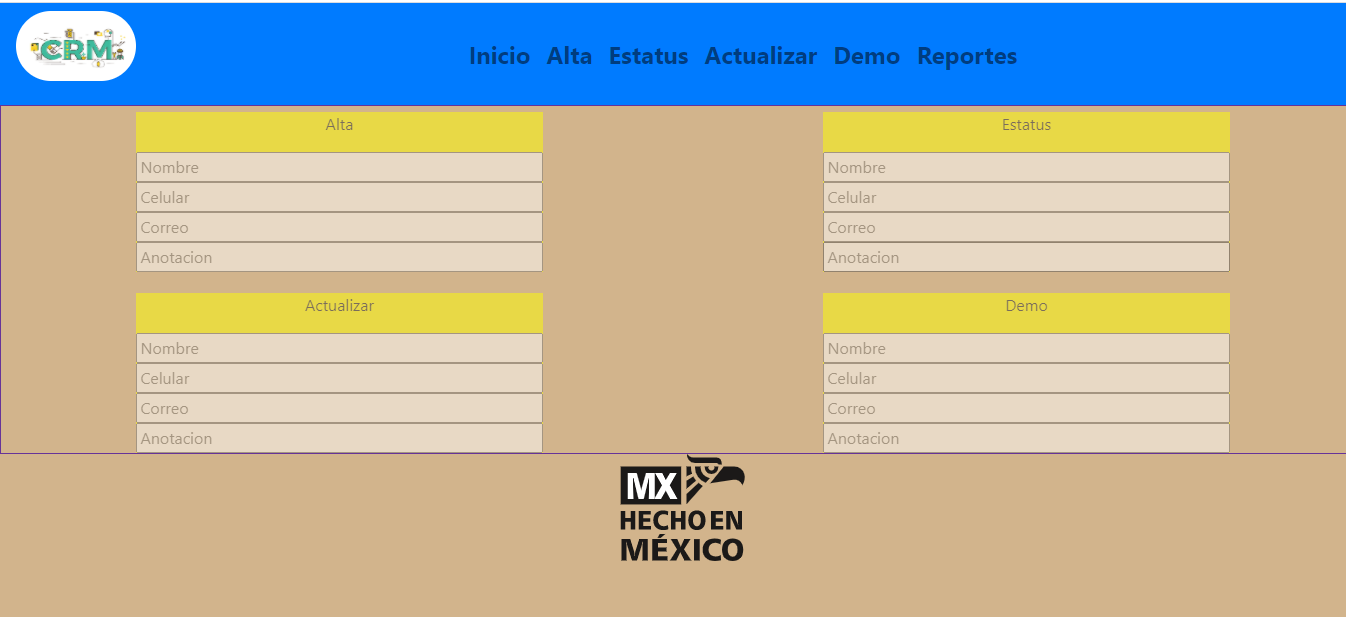 CRM
Inicio Alta Estatus Actualizar Demo Reportes
Alta
Nombre
Celular
Correo
Anotacion
Estatus
Nombre
Celular
Correo
Anotacion
Actualizar
Nombre
Celular
Correo
Anotacion
Demo
Nombre
Celular
Correo
Anotacion
MX
HECHO EN
MÉXICO